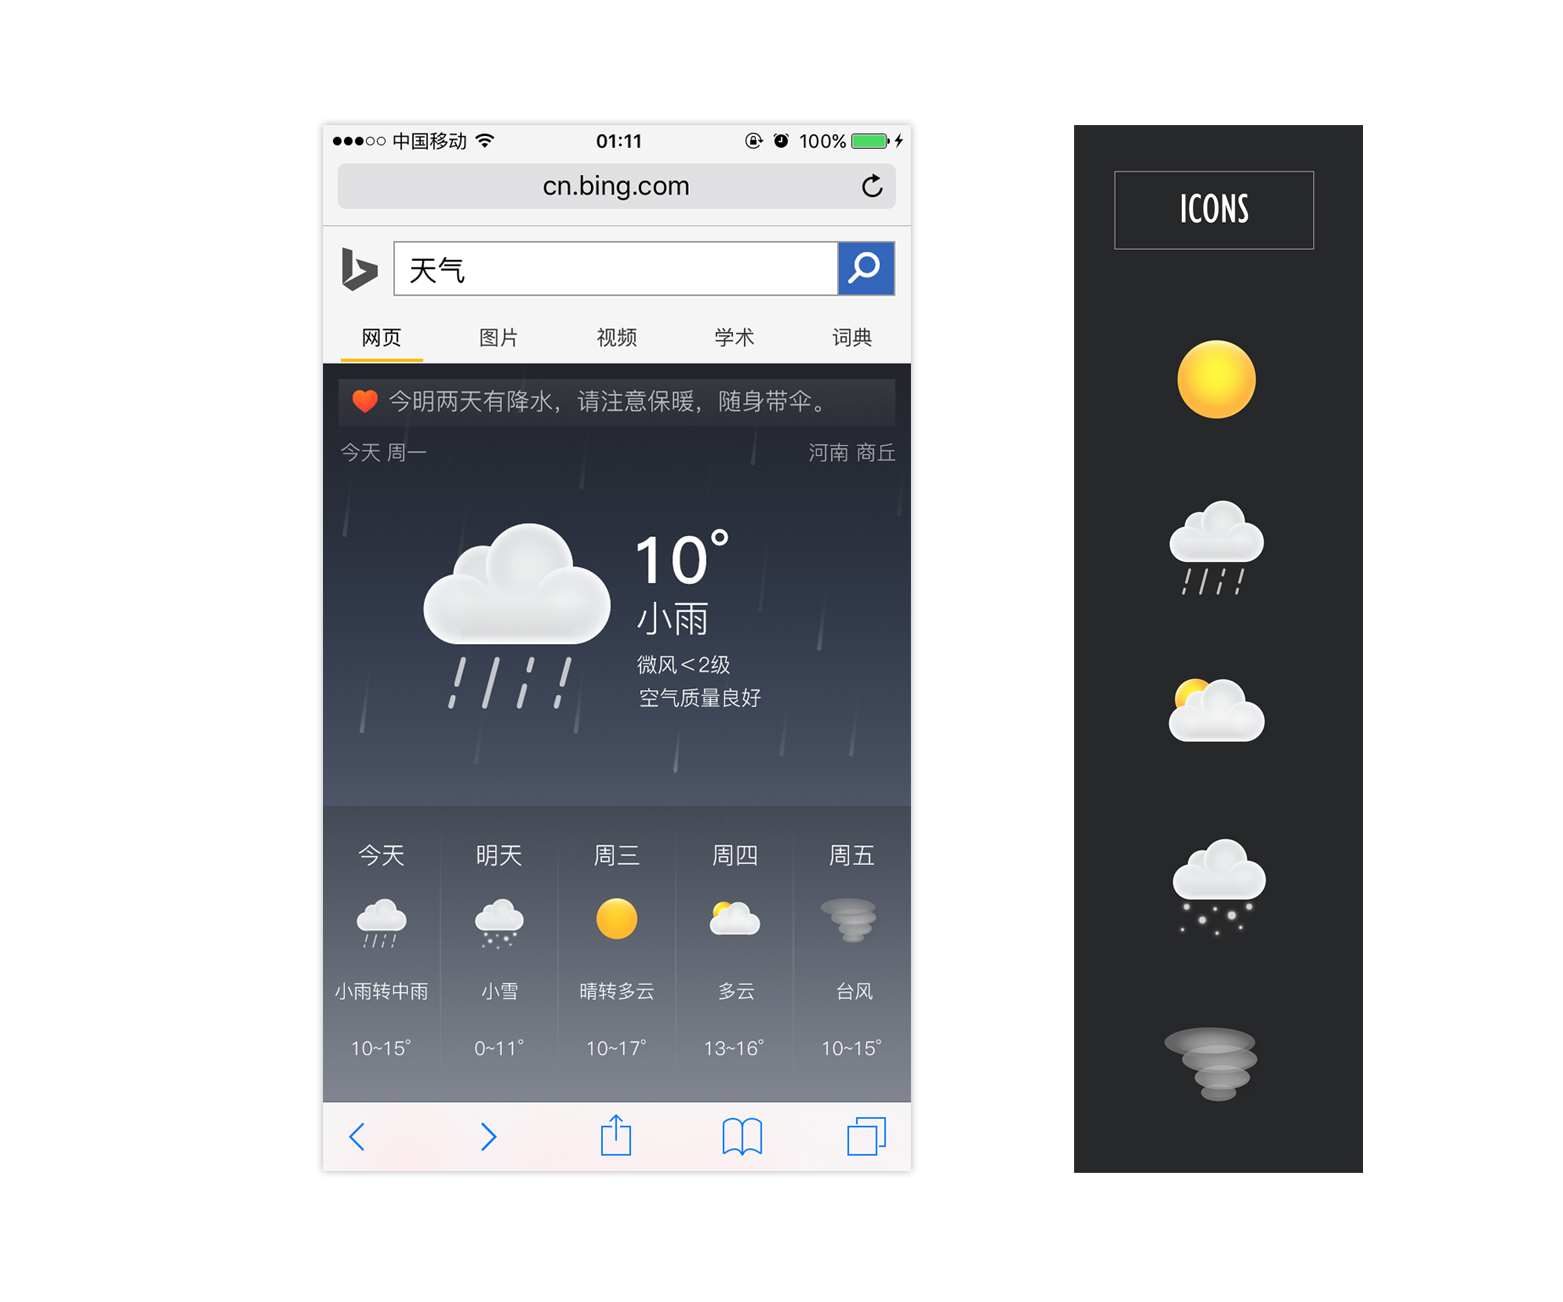 中国移动 01:11 100%
cn.bing.com
天气
网页 图片 视频 学术 词典
今明两天有降水，请注意保暖，随身带伞。
今天 周一 河南 商丘
10°
小雨
微风<2级
空气质量良好
今天 明天 周三 周四 周五
小雨转中雨 小雪 晴转多云 多云 台风
10~15° 0~11° 10~17° 13~16° 10~15°
ICONS